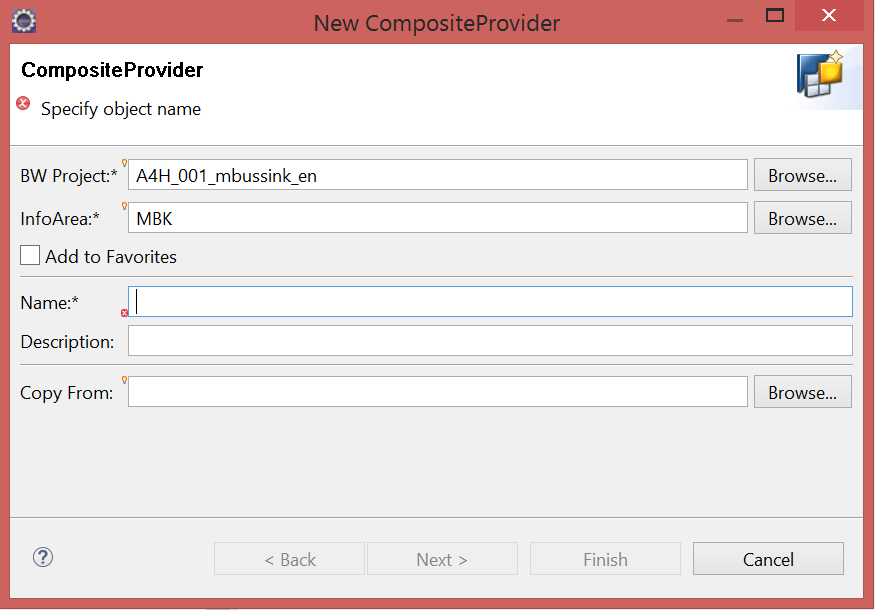 New CompositeProvider
CompositeProvider
Specify object name
BW Project:* A4H_001_mbussink_en Browse...
InfoArea:* MBK Browse...
Add to Favorites
Name:*
Description:
Copy From: Browse...
< Back Next > Finish Cancel